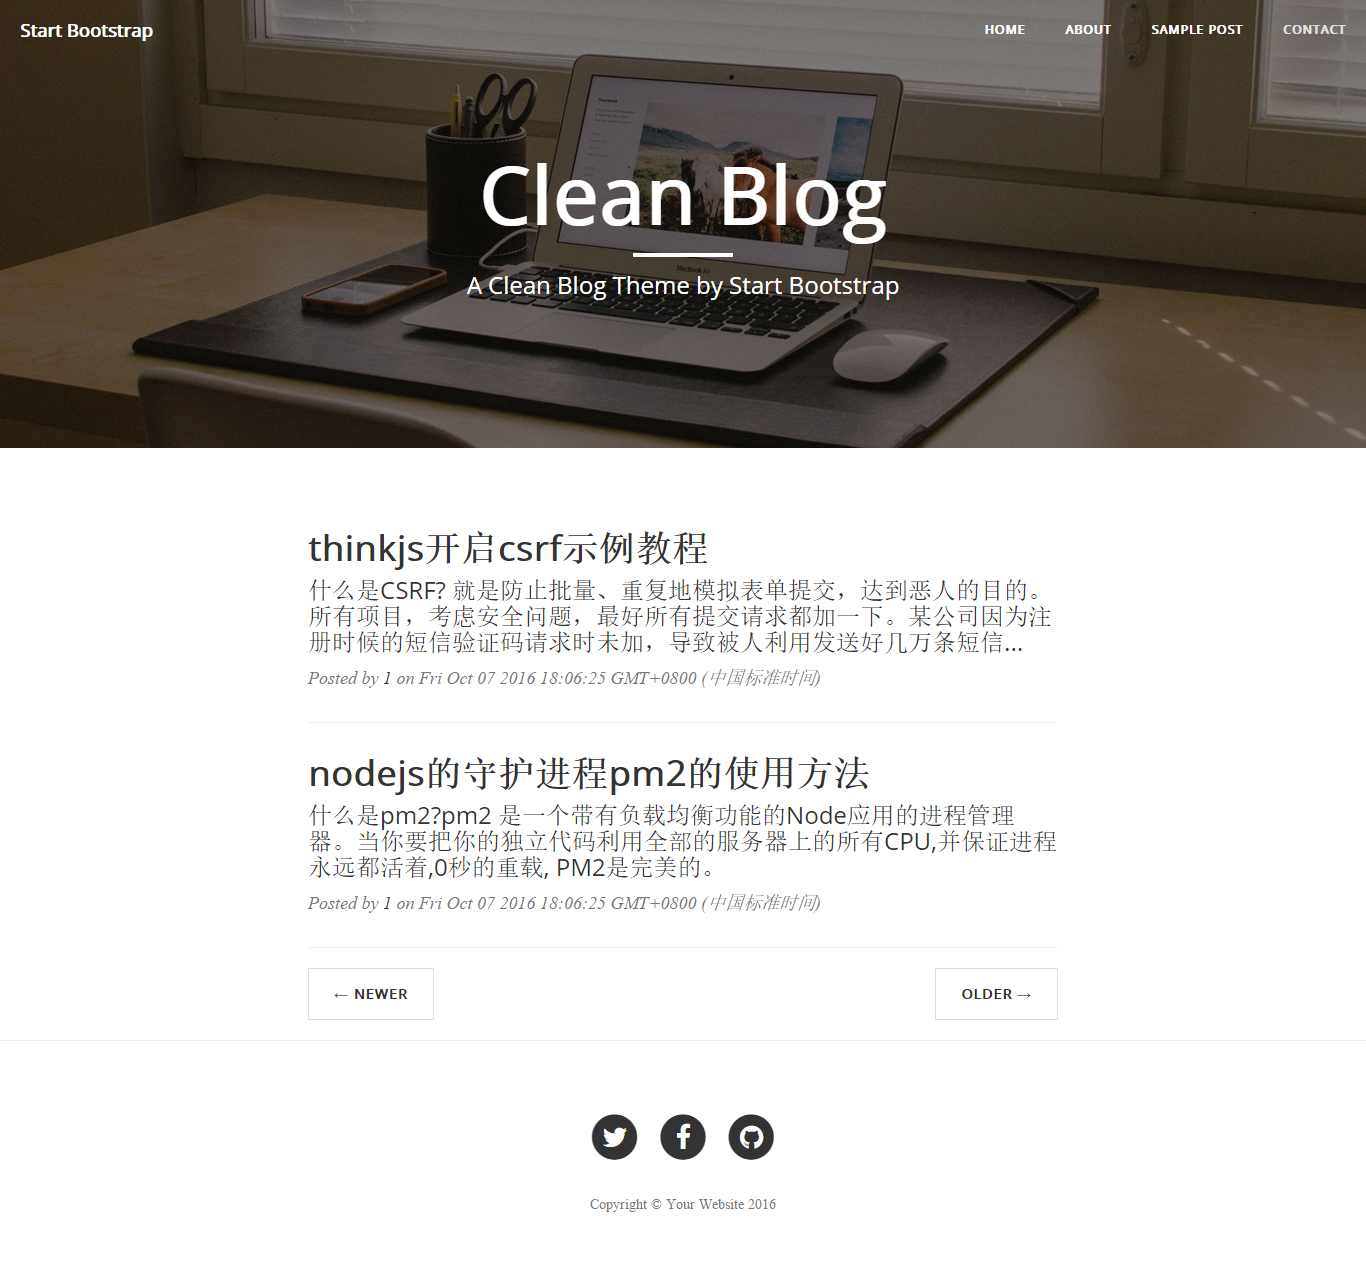 Start Bootstrap
HOME ABOUT SAMPLE POST CONTACT
Clean Blog
A Clean Blog Theme by Start Bootstrap
thinkjs开启csrf示例教程
什么是CSRF? 就是防止批量、重复地模拟表单提交，达到恶人的目的。
所有项目，考虑安全问题，最好所有提交请求都加一下。某公司因为注
册时候的短信验证码请求时未加，导致被人利用发送好几万条短信...
Posted by 1 on Fri Oct 07 2016 18:06:25 GMT+0800 (中国标准时间)
nodejs的守护进程pm2的使用方法
什么是pm2?pm2 是一个带有负载均衡功能的Node应用的进程管理
器。当你要把你的独立代码利用全部的服务器上的所有CPU,并保证进程
永远都活着,0秒的重载, PM2是完美的。
Posted by 1 on Fri Oct 07 2016 18:06:25 GMT+0800 (中国标准时间)
← NEWER
OLDER →
Copyright © Your Website 2016